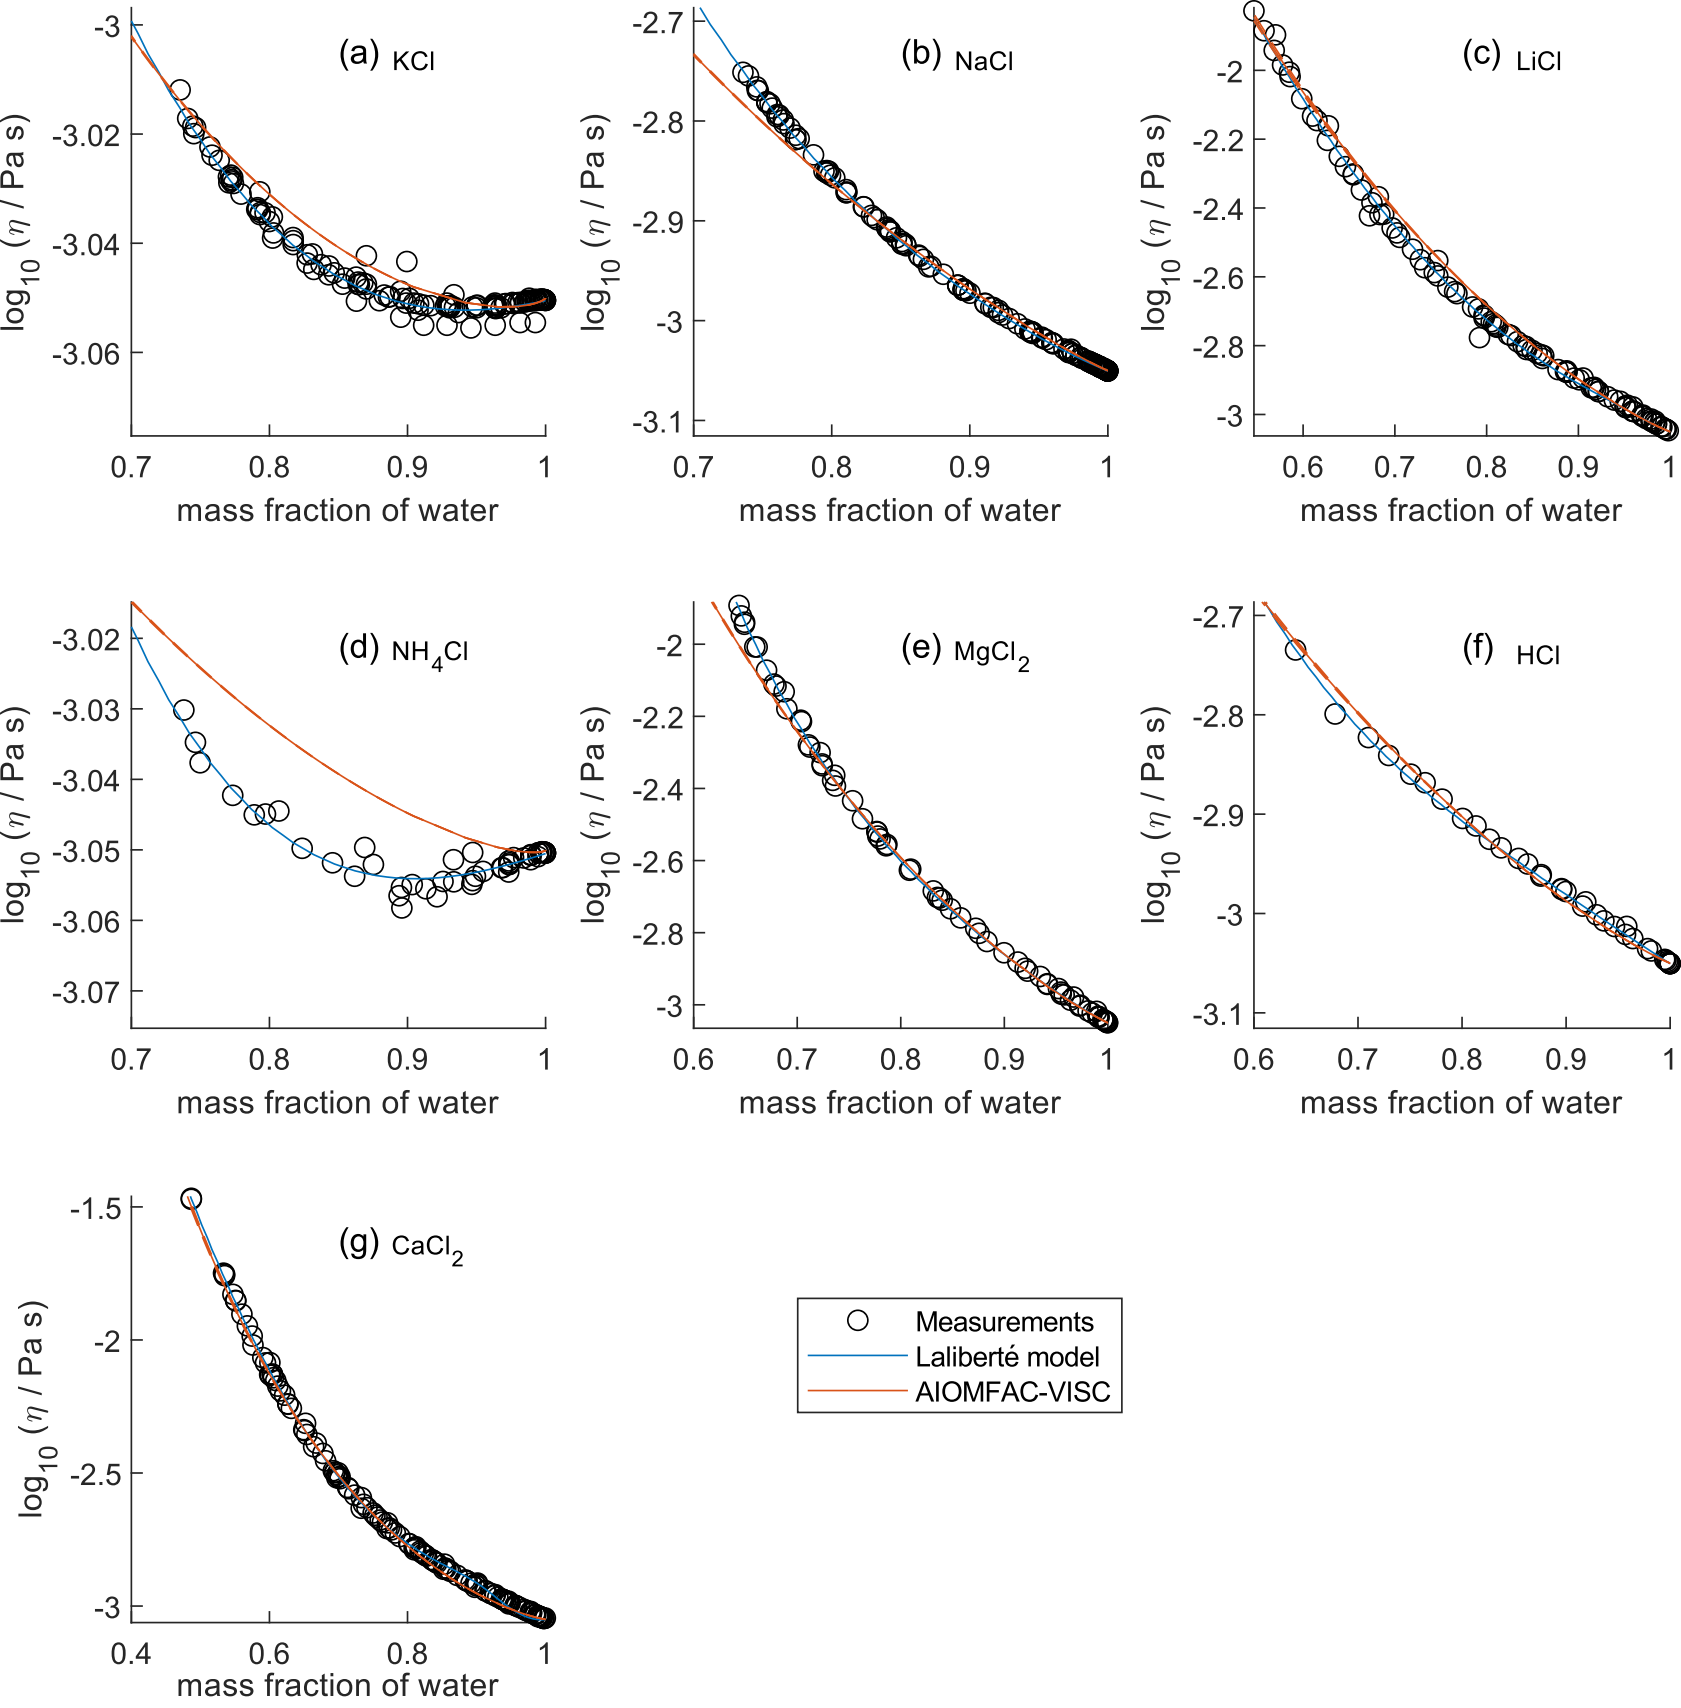 (a) KCl
-3
-3.02
-3.04
-3.06
log10 (η / Pa s)
0.7 0.8 0.9 1
mass fraction of water
(b) NaCl
-2.7
-2.8
-2.9
-3
-3.1
log10 (η / Pa s)
0.7 0.8 0.9 1
mass fraction of water
(c) LiCl
-2
-2.2
-2.4
-2.6
-2.8
-3
log10 (η / Pa s)
0.6 0.7 0.8 0.9 1
mass fraction of water
(d) NH4Cl
-3.02
-3.03
-3.04
-3.05
-3.06
-3.07
log10 (η / Pa s)
0.7 0.8 0.9 1
mass fraction of water
(e) MgCl2
-2
-2.2
-2.4
-2.6
-2.8
-3
log10 (η / Pa s)
0.6 0.7 0.8 0.9 1
mass fraction of water
(f) HCl
-2.7
-2.8
-2.9
-3
-3.1
log10 (η / Pa s)
0.6 0.7 0.8 0.9 1
mass fraction of water
(g) CaCl2
-1.5
-2
-2.5
-3
log10 (η / Pa s)
0.4 0.6 0.8 1
mass fraction of water
Measurements
Laliberté model
AIOMFAC-VISC